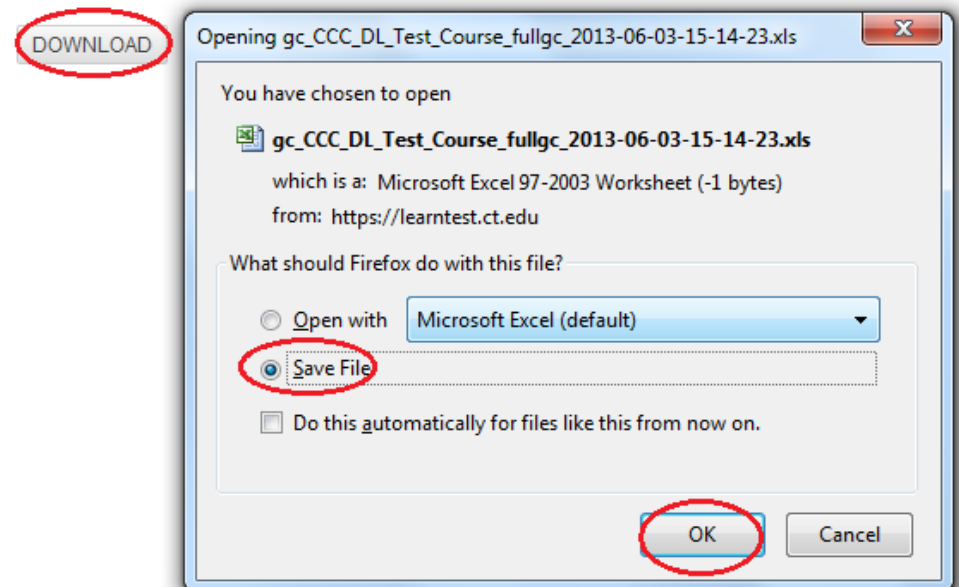 DOWNLOAD
Opening gc_CCC_DL_Test_Course_fullgc_2013-06-03-15-14-23.xls
You have chosen to open
gc_CCC_DL_Test_Course_fullgc_2013-06-03-15-14-23.xls
which is a: Microsoft Excel 97-2003 Worksheet (-1 bytes)
from: https://learntest.ct.edu
What should Firefox do with this file?
Open with Microsoft Excel (default)
Save File
Do this automatically for files like this from now on.
OK Cancel